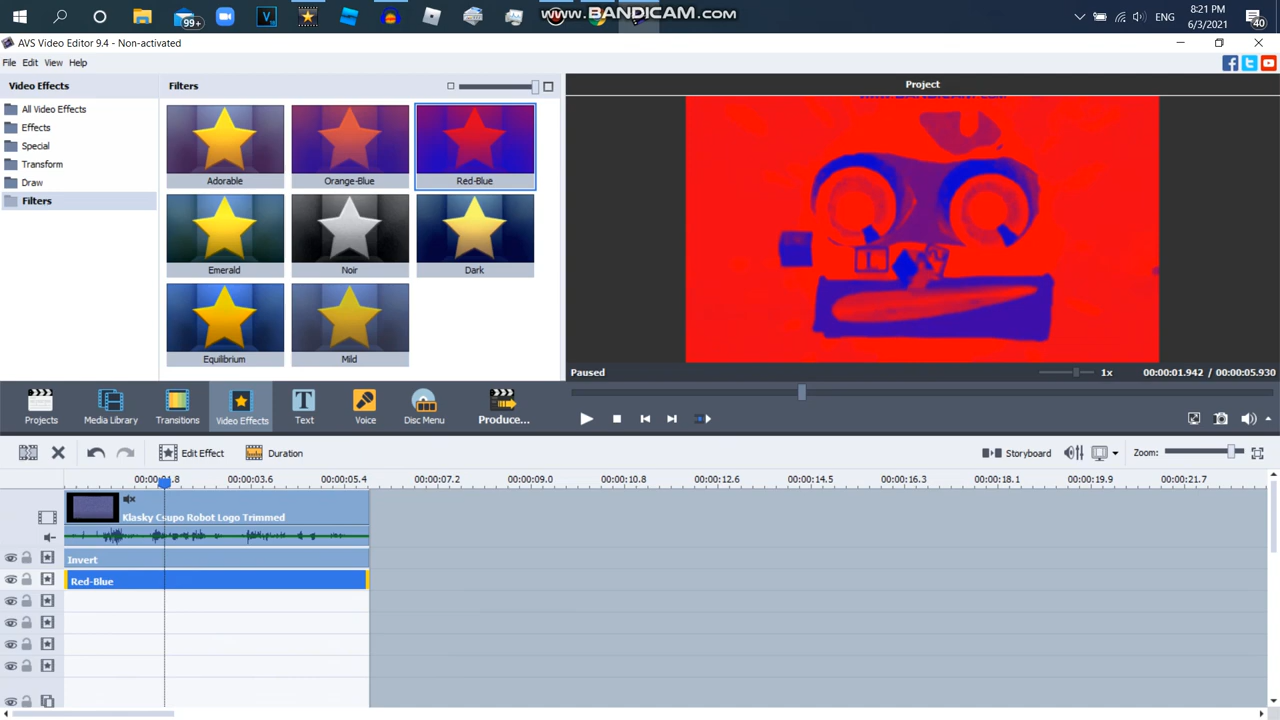 www.BANDICAM.com
99+
ENG
8:21 PM
6/3/2021
40
AVS Video Editor 9.4 - Non-activated
File Edit View Help
Video Effects
Filters
Project
All Video Effects
Effects
Special
Transform
Draw
Filters
Adorable
Orange-Blue
Red-Blue
Emerald
Noir
Dark
Equilibrium
Mild
Paused
1x
00:00:01.942 / 00:00:05.930
Projects
Media Library
Transitions
Video Effects
Text
Voice
Disc Menu
Produce...
Edit Effect
Duration
Storyboard
Zoom:
00:00:01.8 00:00:03.6 00:00:05.4 00:00:07.2 00:00:09.0 00:00:10.8 00:00:12.6 00:00:14.5 00:00:16.3 00:00:18.1 00:00:19.9 00:00:21.7
Klasky Csupo Robot Logo Trimmed
Invert
Red-Blue